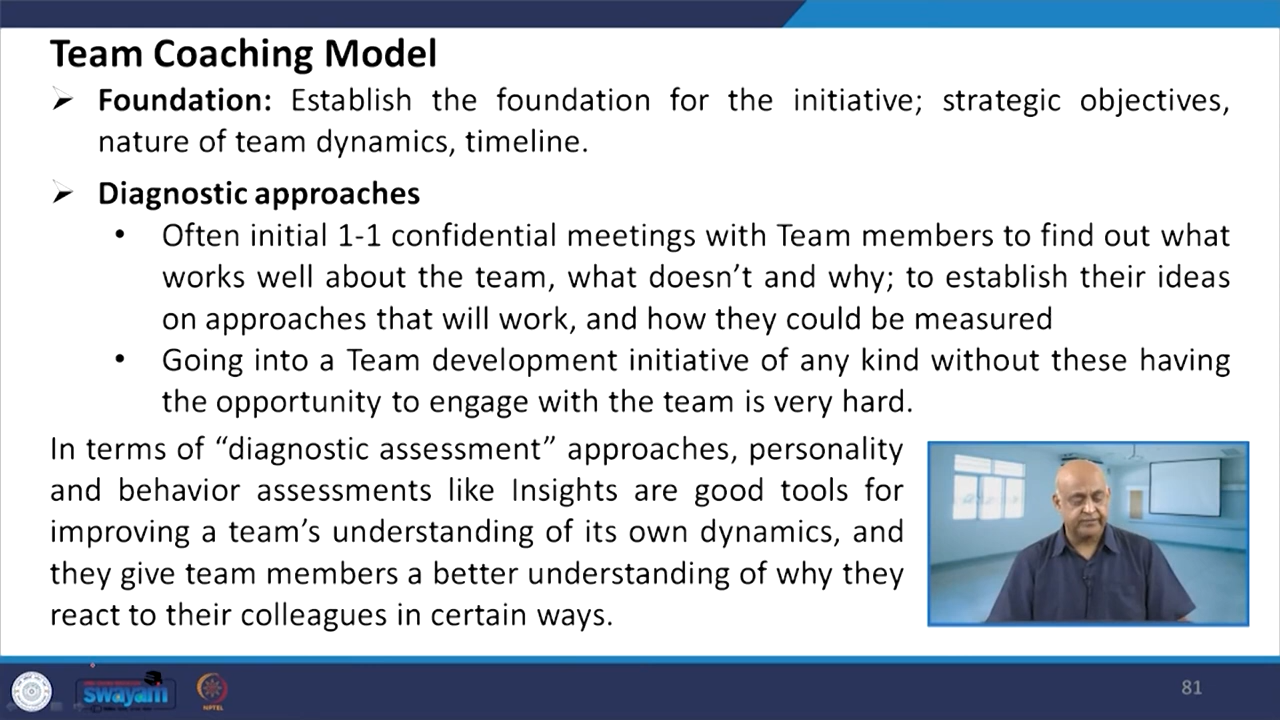 Team Coaching Model
➢ Foundation: Establish the foundation for the initiative; strategic objectives,
nature of team dynamics, timeline.
➢ Diagnostic approaches
• Often initial 1-1 confidential meetings with Team members to find out what
works well about the team, what doesn’t and why; to establish their ideas
on approaches that will work, and how they could be measured
• Going into a Team development initiative of any kind without these having
the opportunity to engage with the team is very hard.
In terms of “diagnostic assessment” approaches, personality
and behavior assessments like Insights are good tools for
improving a team’s understanding of its own dynamics, and
they give team members a better understanding of why they
react to their colleagues in certain ways.
swayam
NPTEL
81